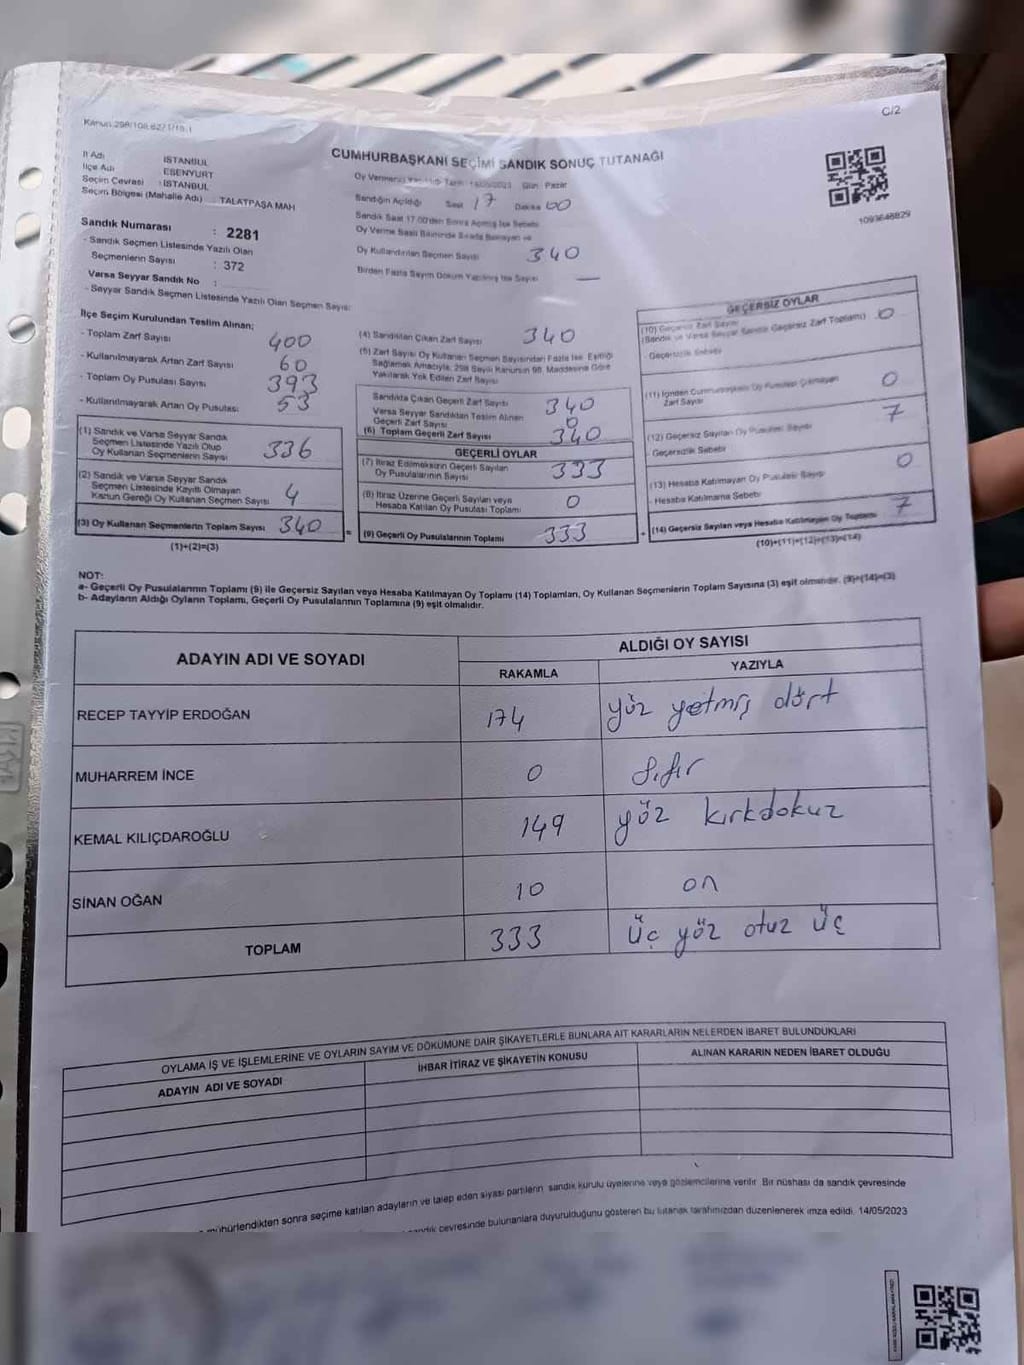 C/2
Kanun:298/108,627/1/18.1
CUMHURBAŞKANI SEÇİMİ SANDIK SONUÇ TUTANAĞI
İl Adı : İSTANBUL
İlçe Adı : ESENYURT
Seçim Çevresi : İSTANBUL
Seçim Bölgesi (Mahalle Adı) : TALATPAŞA MAH
Sandık Numarası : 2281
- Sandık Seçmen Listesinde Yazılı Olan
Seçmenlerin Sayısı : 372
Varsa Seyyar Sandık No :
- Seyyar Sandık Seçmen Listesinde Yazılı Olan Seçmen Sayısı:
Gün : Pazar
Sandığın Açıldığı Saat 17 Dakika 00
Sandık Saat 17.00'den Sonra Açılmış İse Sebebi
Oy Verme Saati Bitiminde Sırada Bekleyen ve
Oy Kullandırılan Seçmen Sayısı 340
Birden Fazla Sayım Döküm Yapılmış İse Sayısı —
1093648829
İlçe Seçim Kurulundan Teslim Alınan;
- Toplam Zarf Sayısı 400
- Kullanılmayarak Artan Zarf Sayısı 60
- Toplam Oy Pusulası Sayısı 393
- Kullanılmayarak Artan Oy Pusulası 53
(1) Sandık ve Varsa Seyyar Sandık
Seçmen Listesinde Yazılı Olup
Oy Kullanan Seçmenlerin Sayısı 336
(2) Sandık ve Varsa Seyyar Sandık
Seçmen Listesinde Kayıtlı Olmayan
Kanun Gereği Oy Kullanan Seçmen Sayısı 4
(3) Oy Kullanan Seçmenlerin Toplam Sayısı 340
(1)+(2)=(3)
(4) Sandıktan Çıkan Zarf Sayısı 340
(5) Zarf Sayısı Oy Kullanan Seçmen Sayısından Fazla İse, Eşitliği
Sağlamak Amacıyla, 298 Sayılı Kanunun 98. Maddesine Göre
Yakılarak Yok Edilen Zarf Sayısı
Sandıkta Çıkan Geçerli Zarf Sayısı 340
Varsa Seyyar Sandıktan Teslim Alınan
Geçerli Zarf Sayısı 0
(6) Toplam Geçerli Zarf Sayısı 340
GEÇERLİ OYLAR
(7) İtiraz Edilmeksizin Geçerli Sayılan
Oy Pusulalarının Sayısı 333
(8) İtiraz Üzerine Geçerli Sayılan veya
Hesaba Katılan Oy Pusulası Toplamı 0
= (9) Geçerli Oy Pusulalarının Toplamı 333
GEÇERSİZ OYLAR
(10) Geçersiz Zarf Sayısı 0
(Sandık ve Varsa Seyyar Sandık Geçersiz Zarf Toplamı)
- Geçersizlik Sebebi
(11) İçinden Cumhurbaşkanı Oy Pusulası Çıkmayan
Zarf Sayısı 0
(12) Geçersiz Sayılan Oy Pusulası Sayısı 7
- Geçersizlik Sebebi
(13) Hesaba Katılmayan Oy Pusulası Sayısı 0
- Hesaba Katılmama Sebebi
+ (14) Geçersiz Sayılan veya Hesaba Katılmayan Oy Toplamı 7
(10)+(11)+(12)+(13)=(14)
NOT:
a- Geçerli Oy Pusulalarının Toplamı (9) ile Geçersiz Sayılan veya Hesaba Katılmayan Oy Toplamı (14) Toplamları, Oy Kullanan Seçmenlerin Toplam Sayısına (3) eşit olmalıdır. (9)+(14)=(3)
b- Adayların Aldığı Oyların Toplamı, Geçerli Oy Pusulalarının Toplamına (9) eşit olmalıdır.
ADAYIN ADI VE SOYADI ALDIĞI OY SAYISI
RAKAMLA YAZIYLA
RECEP TAYYİP ERDOĞAN 174 yüz yetmiş dört
MUHARREM İNCE 0 sıfır
KEMAL KILIÇDAROĞLU 149 yüz kırkdokuz
SİNAN OĞAN 10 on
TOPLAM 333 üç yüz otuz üç
OYLAMA İŞ VE İŞLEMLERİNE VE OYLARIN SAYIM VE DÖKÜMÜNE DAİR ŞİKAYETLERLE BUNLARA AİT KARARLARIN NELERDEN İBARET BULUNDUKLARI
ADAYIN ADI VE SOYADI İHBAR İTİRAZ VE ŞİKAYETİN KONUSU ALINAN KARARIN NEDEN İBARET OLDUĞU
mühürlendikten sonra seçime katılan adayların ve talep eden siyasi partilerin sandık kurulu üyelerine veya gözlemcilerine verilir. Bir nüshası da sandık çevresinde
çevresinde bulunanlara duyurulduğunu gösteren bu tutanak tarafımızdan düzenlenerek imza edildi. 14/05/2023